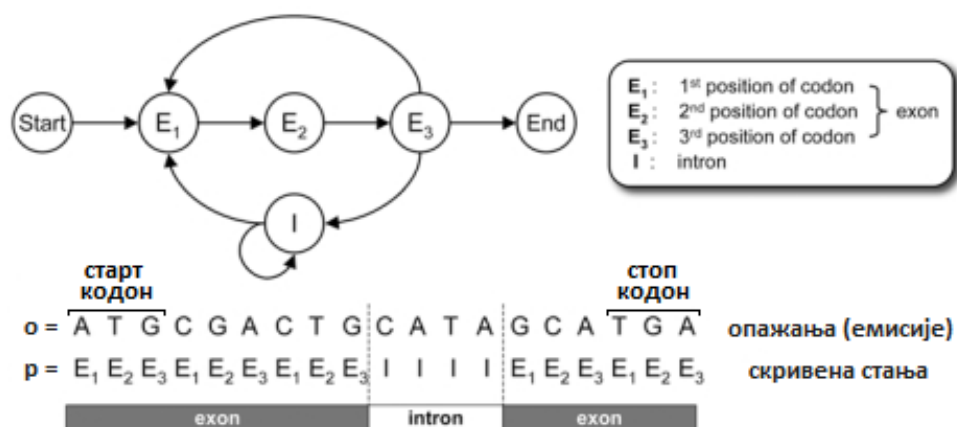 Start E₁ E₂ E₃ End
I
E₁ : 1st position of codon
E₂ : 2nd position of codon
E₃ : 3rd position of codon
exon
I : intron
старт
кодон
стоп
кодон
o = A T G C G A C T G C A T A G C A T G A опажања (емисије)
p = E₁ E₂ E₃ E₁ E₂ E₃ E₁ E₂ E₃ I I I I E₁ E₂ E₃ E₁ E₂ E₃ скривена стања
exon intron exon